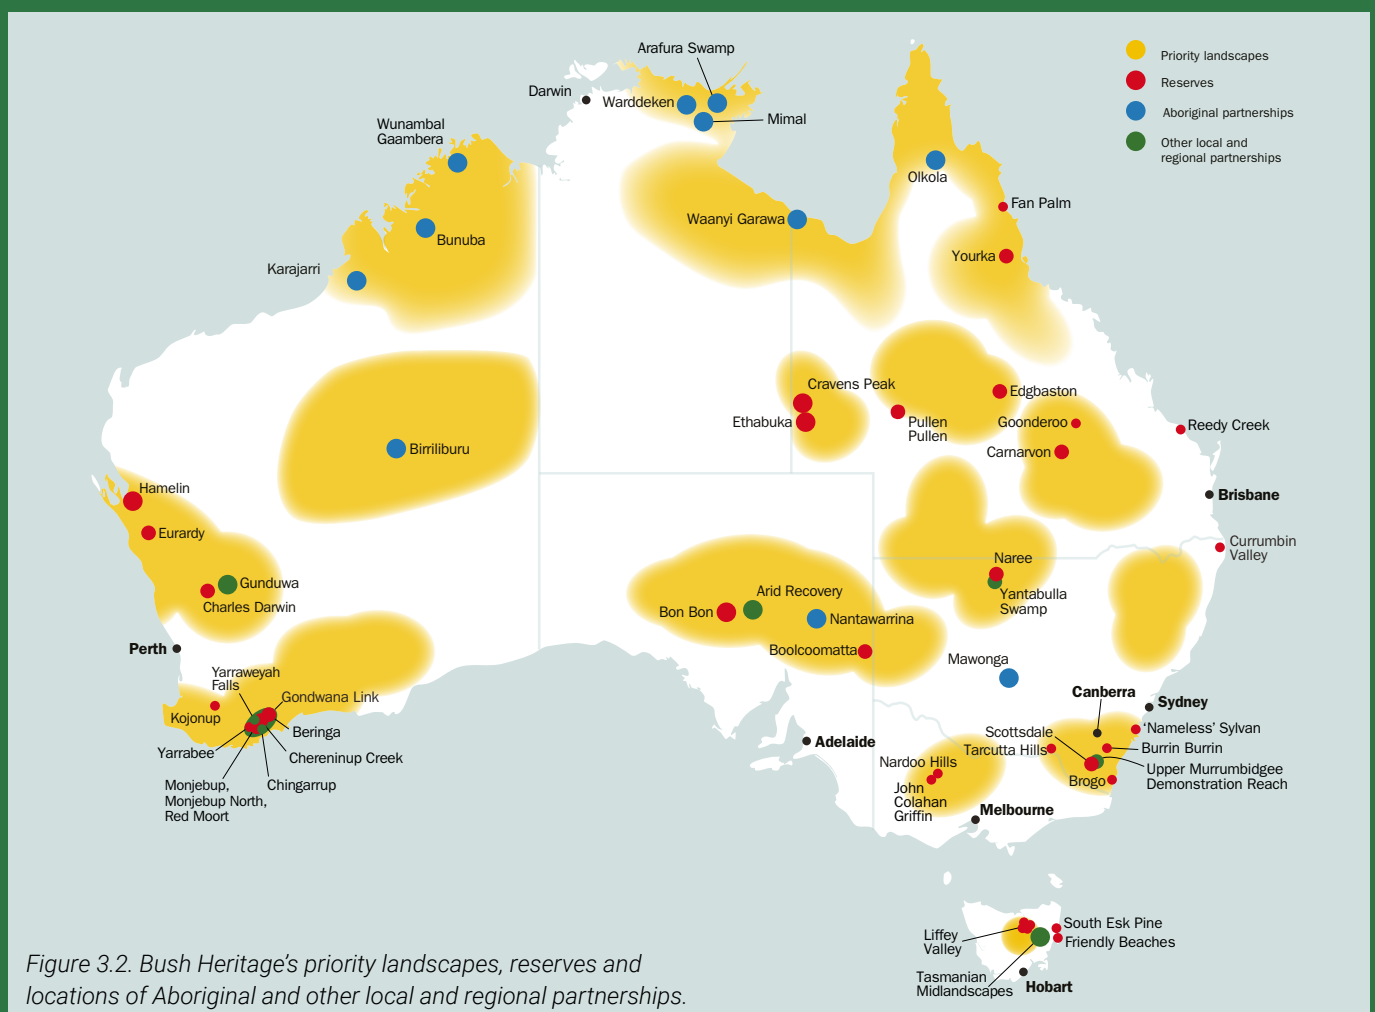 Arafura Swamp
Priority landscapes
Reserves
Aboriginal partnerships
Other local and
regional partnerships
Darwin
Warddeken
Mimal
Wunambal
Gaambera
Olkola
Fan Palm
Waanyi Garawa
Bunuba
Yourka
Karajarri
Cravens Peak
Edgbaston
Ethabuka
Pullen
Pullen
Goonderoo
Reedy Creek
Carnarvon
Birriliburu
Hamelin
Brisbane
Eurardy
Currumbin
Valley
Naree
Gunduwa
Charles Darwin
Arid Recovery
Yantabulla
Swamp
Bon Bon
Nantawarrina
Perth
Boolcoomatta
Mawonga
Yarraweyah
Falls
Gondwana Link
Kojonup
Canberra
Sydney
Beringa
Scottsdale
'Nameless' Sylvan
Yarrabee
Chereninup Creek
Adelaide
Tarcutta Hills
Burrin Burrin
Nardoo Hills
Upper Murrumbidgee
Demonstration Reach
Brogo
Monjebup,
Monjebup North,
Red Moort
Chingarrup
John
Colahan
Griffin
Melbourne
South Esk Pine
Liffey
Valley
Friendly Beaches
Tasmanian
Midlandscapes
Hobart
Figure 3.2. Bush Heritage's priority landscapes, reserves and
locations of Aboriginal and other local and regional partnerships.